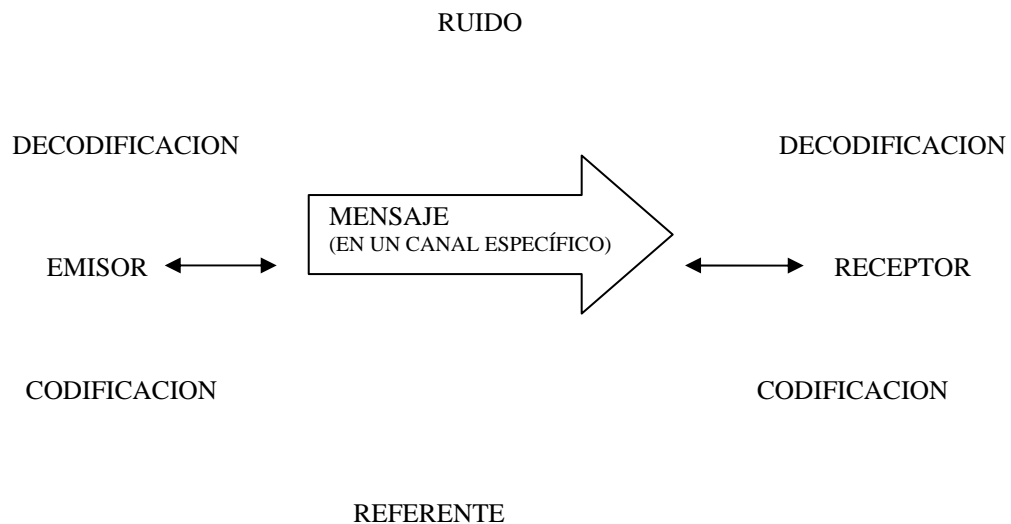 RUIDO
DECODIFICACION
DECODIFICACION
MENSAJE
(EN UN CANAL ESPECÍFICO)
EMISOR
RECEPTOR
CODIFICACION
CODIFICACION
REFERENTE